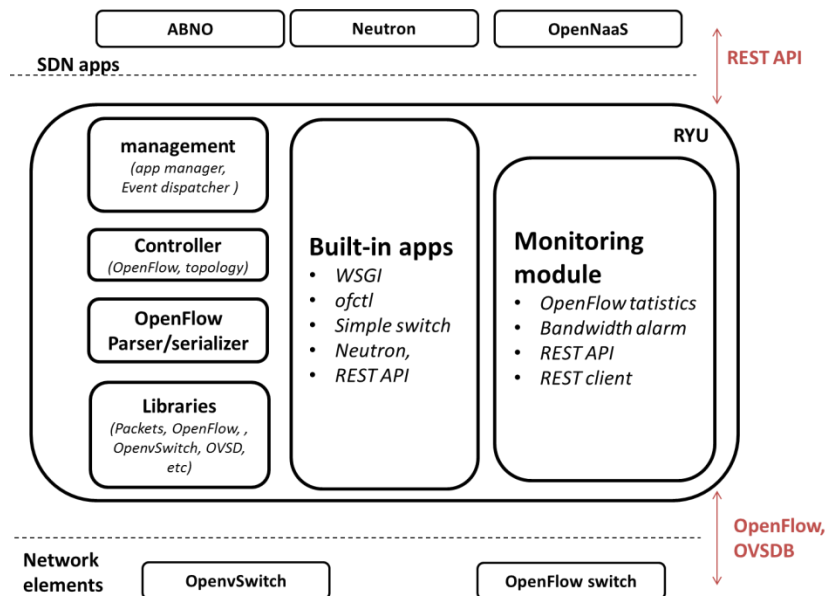 ABNO
Neutron
OpenNaaS
SDN apps
REST API
RYU
management
(app manager,
Event dispatcher )
Controller
(OpenFlow, topology)
OpenFlow
Parser/serializer
Libraries
(Packets, OpenFlow, ,
OpenvSwitch, OVSD,
etc)
Built-in apps
• WSGI
• ofctl
• Simple switch
• Neutron,
• REST API
Monitoring
module
• OpenFlow tatistics
• Bandwidth alarm
• REST API
• REST client
OpenFlow,
OVSDB
Network
elements
OpenvSwitch
OpenFlow switch